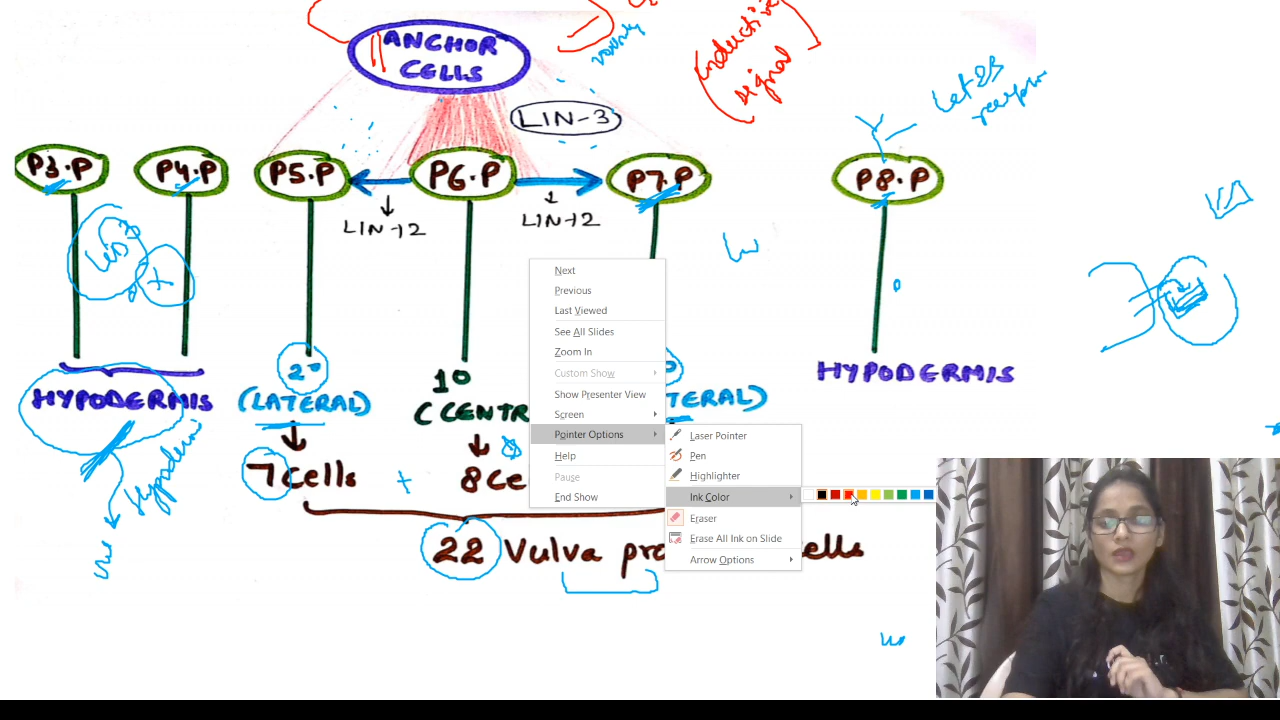 ANCHOR
CELLS
Inductive
signal
Let 23
receptor
LIN-3
P3.P
P4.P
P5.P
P6.P
P7.P
P8.P
LIN-12
LIN-12
HYPODERMIS
2°
(LATERAL)
7 Cells
+
1°
(CENTR
8Ce
TERAL)
HYPODERMIS
22 Vulva pro
ells
Next
Previous
Last Viewed
See All Slides
Zoom In
Custom Show
Show Presenter View
Screen
Pointer Options
Help
Pause
End Show
Laser Pointer
Pen
Highlighter
Ink Color
Eraser
Erase All Ink on Slide
Arrow Options